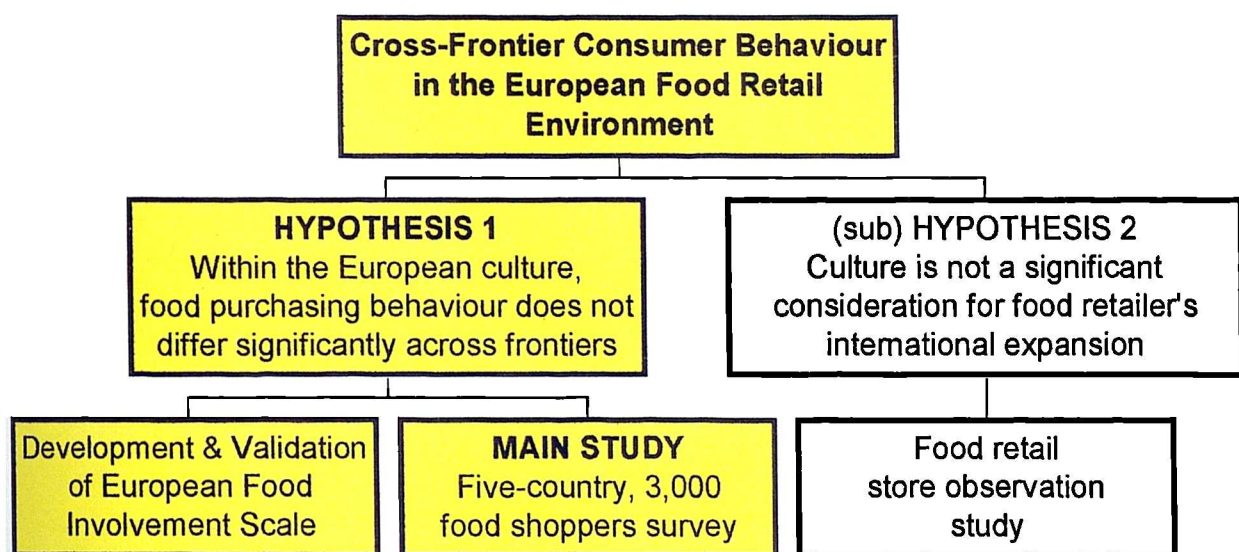 Cross-Frontier Consumer Behaviour
in the European Food Retail
Environment
HYPOTHESIS 1
Within the European culture,
food purchasing behaviour does not
differ significantly across frontiers
(sub) HYPOTHESIS 2
Culture is not a significant
consideration for food retailer's
international expansion
Development & Validation
of European Food
Involvement Scale
MAIN STUDY
Five-country, 3,000
food shoppers survey
Food retail
store observation
study